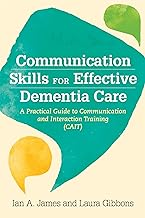 Communication
Skills FOR Effective
Dementia Care
A Practical Guide to Communication
and Interaction Training
(CAIT)
Ian A. James and Laura Gibbons